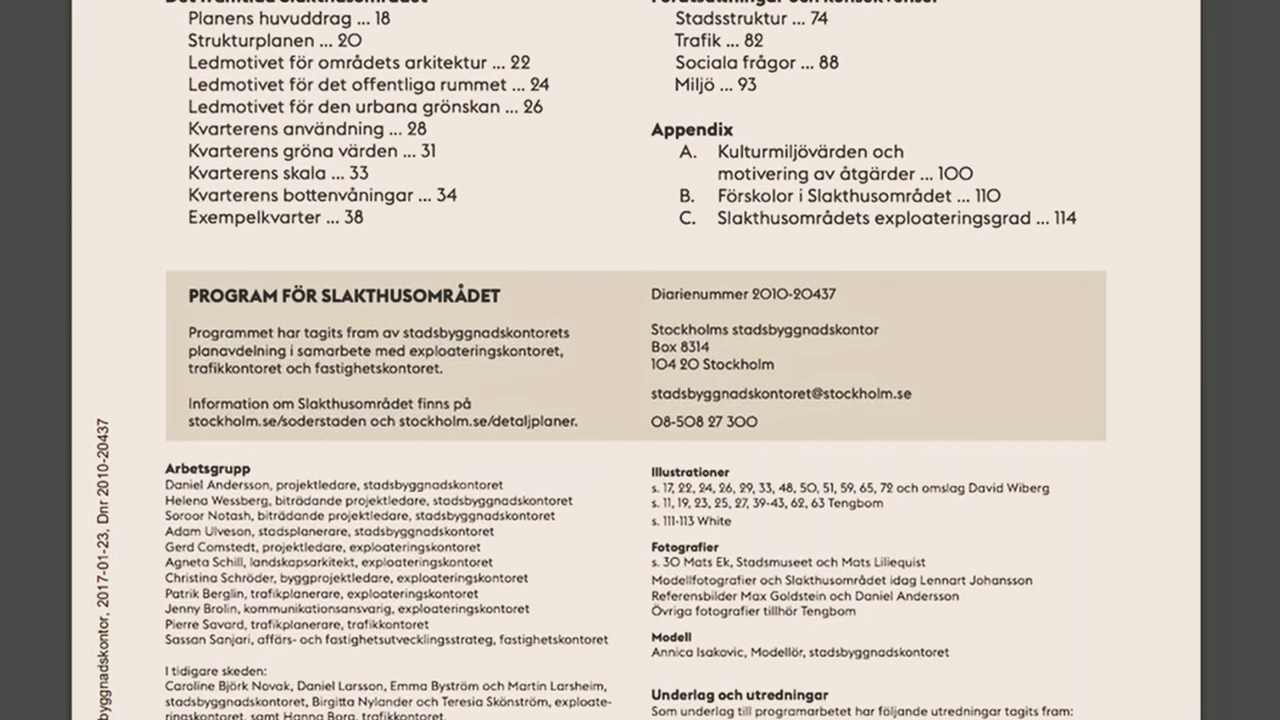 Det framtida Slakthusområdet
Planens huvuddrag ... 18
Strukturplanen ... 20
Ledmotivet för områdets arkitektur ... 22
Ledmotivet för det offentliga rummet ... 24
Ledmotivet för den urbana grönskan ... 26
Kvarterens användning ... 28
Kvarterens gröna värden ... 31
Kvarterens skala ... 33
Kvarterens bottenvåningar ... 34
Exempelkvarter ... 38
Förutsättningar och konsekvenser
Stadsstruktur ... 74
Trafik ... 82
Sociala frågor ... 88
Miljö ... 93
Appendix
A. Kulturmiljövärden och
motivering av åtgärder ... 100
B. Förskolor i Slakthusområdet ... 110
C. Slakthusområdets exploateringsgrad ... 114
PROGRAM FÖR SLAKTHUSOMRÅDET
Programmet har tagits fram av stadsbyggnadskontorets
planavdelning i samarbete med exploateringskontoret,
trafikkontoret och fastighetskontoret.
Information om Slakthusområdet finns på
stockholm.se/soderstaden och stockholm.se/detaljplaner.
Diarienummer 2010-20437
Stockholms stadsbyggnadskontor
Box 8314
104 20 Stockholm
stadsbyggnadskontoret@stockholm.se
08-508 27 300
Arbetsgrupp
Daniel Andersson, projektledare, stadsbyggnadskontoret
Helena Wessberg, biträdande projektledare, stadsbyggnadskontoret
Soroor Notash, biträdande projektledare, stadsbyggnadskontoret
Adam Ulveson, stadsplanerare, stadsbyggnadskontoret
Gerd Comstedt, projektledare, exploateringskontoret
Agneta Schill, landskapsarkitekt, exploateringskontoret
Christina Schröder, byggprojektledare, exploateringskontoret
Patrik Berglin, trafikplanerare, exploateringskontoret
Jenny Brolin, kommunikationsansvarig, exploateringskontoret
Pierre Savard, trafikplanerare, trafikkontoret
Sassan Sanjari, affärs- och fastighetsutvecklingsstrateg, fastighetskontoret
I tidigare skeden:
Caroline Björk Novak, Daniel Larsson, Emma Byström och Martin Larsheim,
stadsbyggnadskontoret, Birgitta Nylander och Teresia Skönström, exploate-
ringskontoret, samt Hanna Borg, trafikkontoret.
Illustrationer
s. 17, 22, 24, 26, 29, 33, 48, 50, 51, 59, 65, 72 och omslag David Wiberg
s. 11, 19, 23, 25, 27, 39-43, 62, 63 Tengbom
s. 111-113 White
Fotografier
s. 30 Mats Ek, Stadsmuseet och Mats Liliequist
Modellfotografier och Slakthusområdet idag Lennart Johansson
Referensbilder Max Goldstein och Daniel Andersson
Övriga fotografier tillhör Tengbom
Modell
Annica Isakovic, Modellör, stadsbyggnadskontoret
Underlag och utredningar
Som underlag till programarbetet har följande utredningar tagits fram:
byggnadskontor, 2017-01-23, Dnr 2010-20437